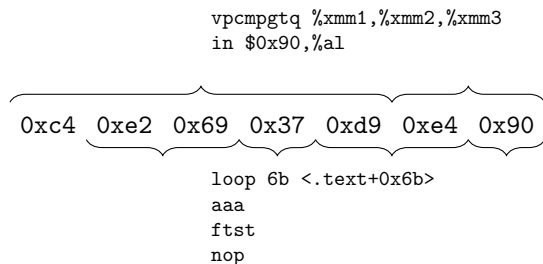 vpcmpgtq %xmm1,%xmm2,%xmm3
in $0x90,%al
0xc4 0xe2 0x69 0x37 0xd9 0xe4 0x90
loop 6b <.text+0x6b>
aaa
ftst
nop